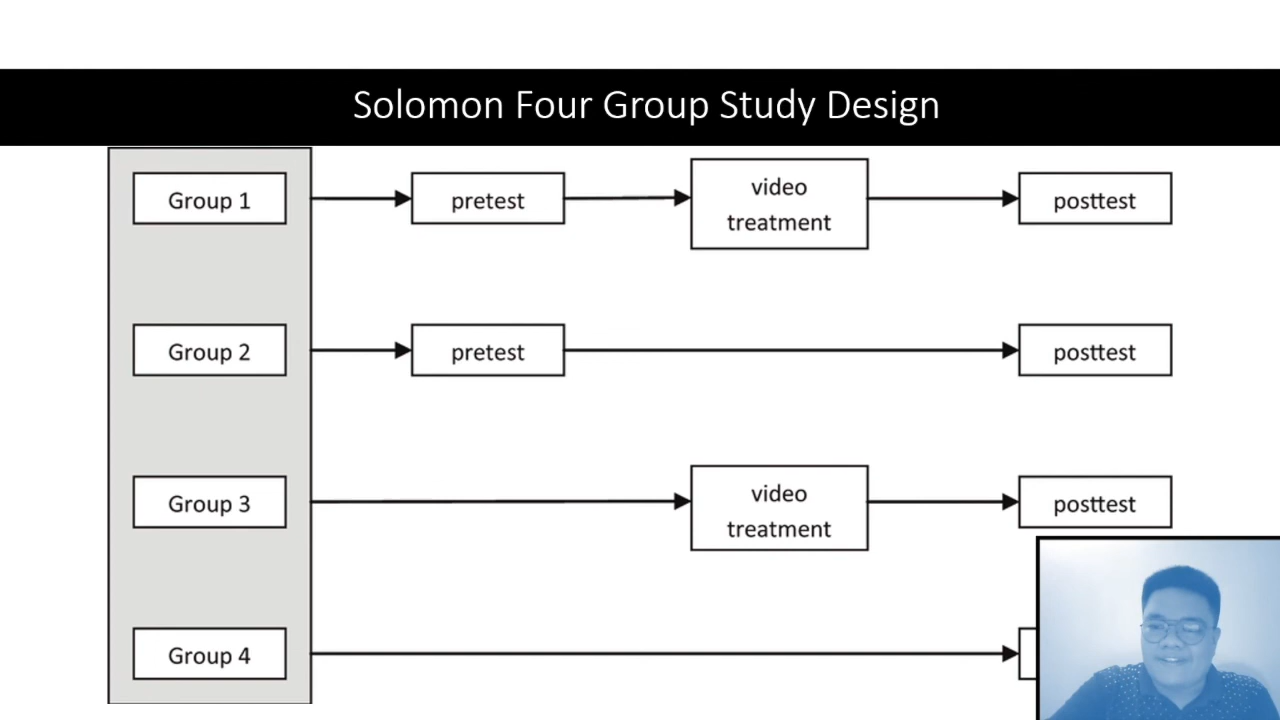 Solomon Four Group Study Design
Group 1
pretest
video
treatment
posttest
Group 2
pretest
posttest
Group 3
video
treatment
posttest
Group 4